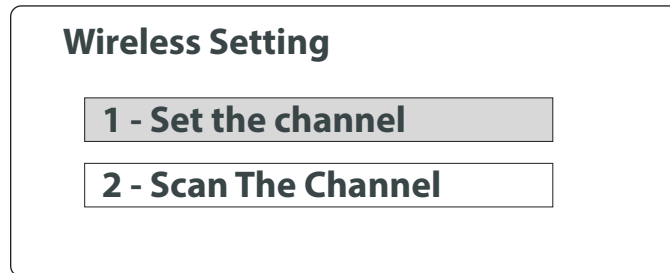 Wireless Setting
1 - Set the channel
2 - Scan The Channel